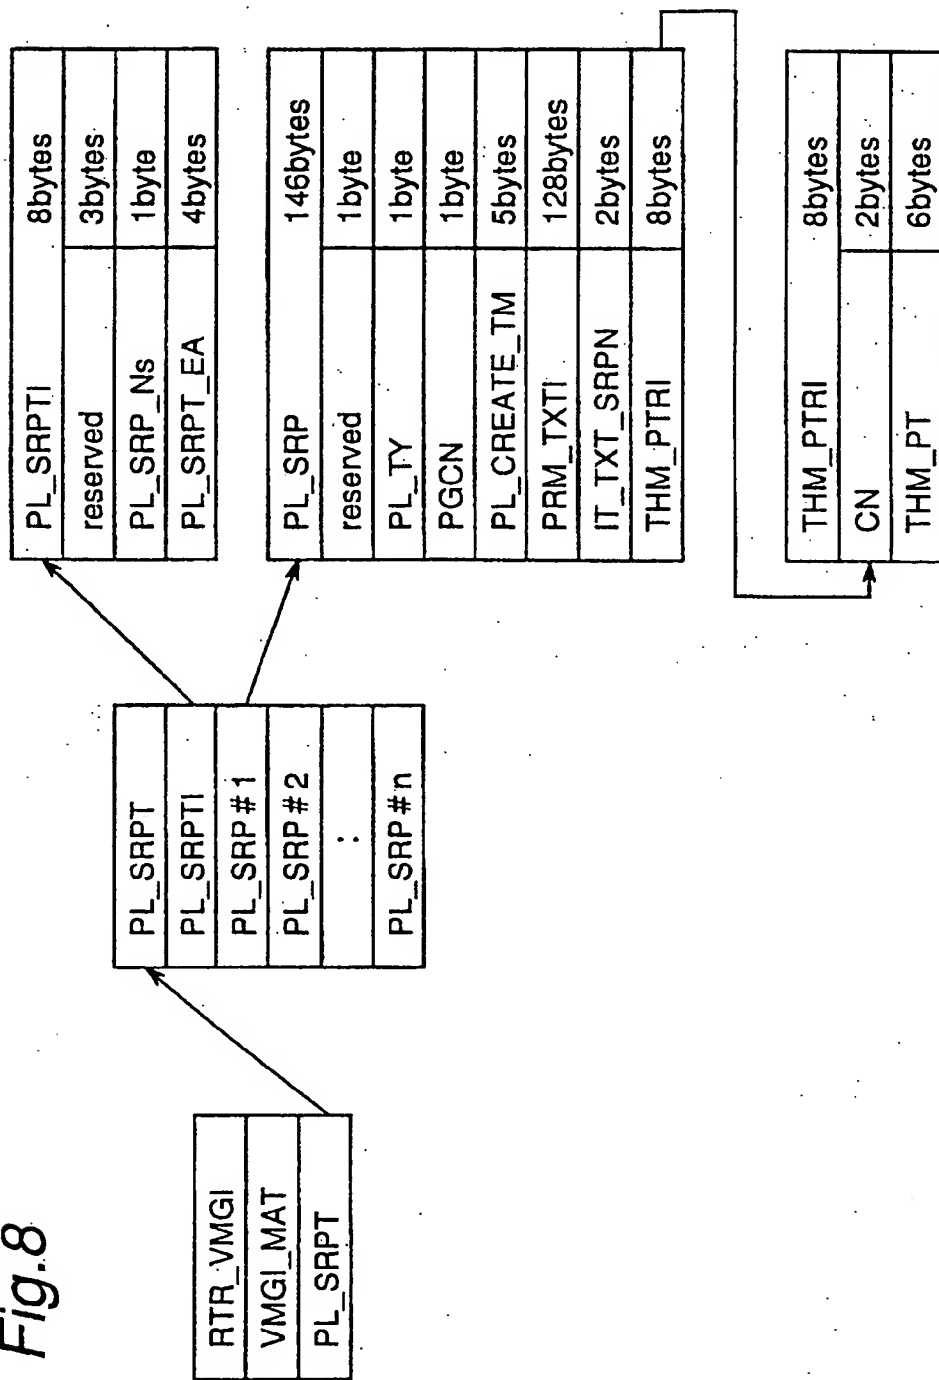 Fig.8
RTR_VMGI
VMGI_MAT
PL_SRPT
PL_SRPT
PL_SRPTI
PL_SRP#1
PL_SRP#2
:
PL_SRP#n
PL_SRPTI 8bytes
reserved 3bytes
PL_SRP_Ns 1byte
PL_SRPT_EA 4bytes
PL_SRP 146bytes
reserved 1byte
PL_TY 1byte
PGCN 1byte
PL_CREATE_TM 5bytes
PRM_TXTI 128bytes
IT_TXT_SRPN 2bytes
THM_PTRI 8bytes
THM_PTRI 8bytes
CN 2bytes
THM_PT 6bytes